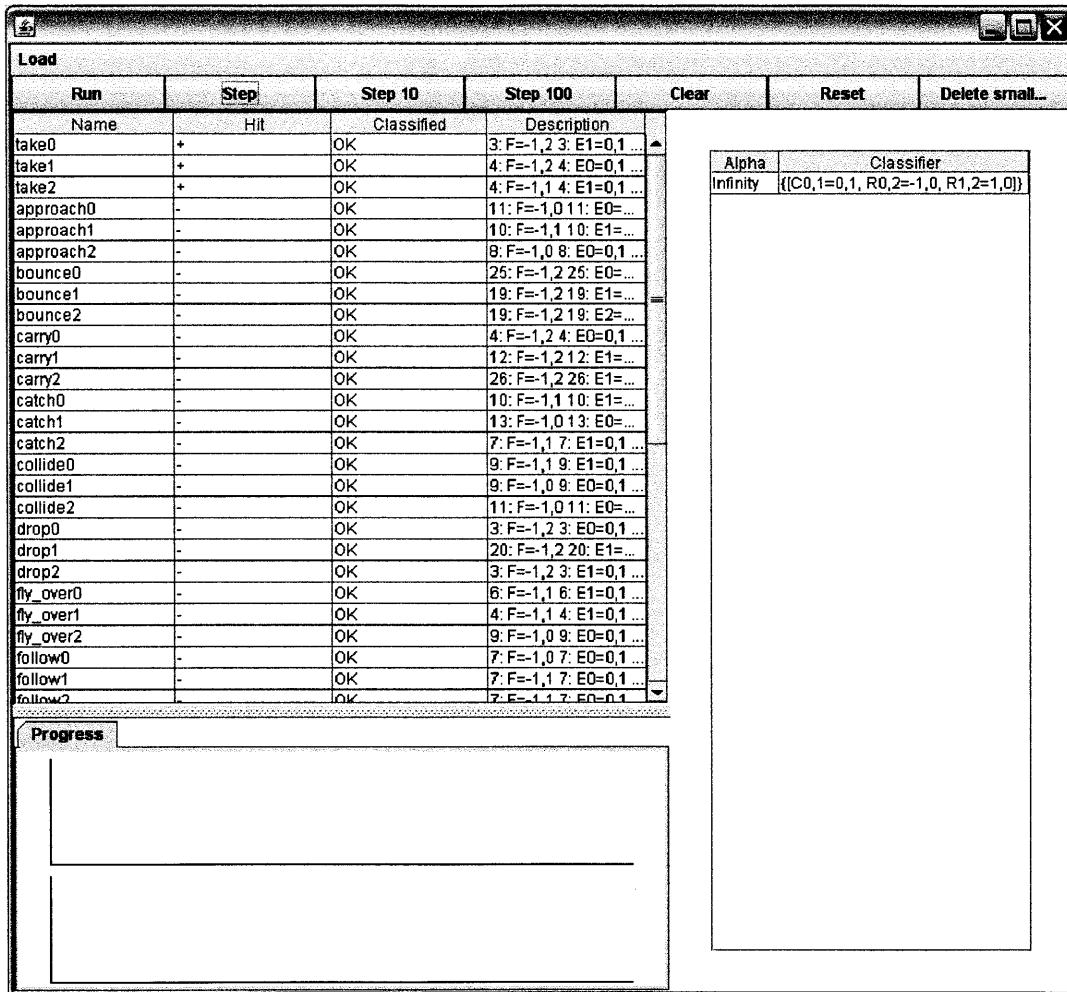 Load
Run Step Step 10 Step 100 Clear Reset Delete small...
Name Hit Classified Description
take0 + OK 3: F=-1,2 3: E1=0,1 ...
take1 + OK 4: F=-1,2 4: E0=0,1 ...
take2 + OK 4: F=-1,1 4: E1=0,1 ...
approach0 - OK 11: F=-1,0 11: E0=...
approach1 - OK 10: F=-1,1 10: E1=...
approach2 - OK 8: F=-1,0 8: E0=0,1 ...
bounce0 - OK 25: F=-1,2 25: E0=...
bounce1 - OK 19: F=-1,2 19: E1=...
bounce2 - OK 19: F=-1,2 19: E2=...
carry0 - OK 4: F=-1,2 4: E0=0,1 ...
carry1 - OK 12: F=-1,2 12: E1=...
carry2 - OK 26: F=-1,2 26: E1=...
catch0 - OK 10: F=-1,1 10: E1=...
catch1 - OK 13: F=-1,0 13: E0=...
catch2 - OK 7: F=-1,1 7: E1=0,1 ...
collide0 - OK 9: F=-1,1 9: E1=0,1 ...
collide1 - OK 9: F=-1,0 9: E0=0,1 ...
collide2 - OK 11: F=-1,0 11: E0=...
drop0 - OK 3: F=-1,2 3: E0=0,1 ...
drop1 - OK 20: F=-1,2 20: E1=...
drop2 - OK 3: F=-1,2 3: E1=0,1 ...
fly_over0 - OK 6: F=-1,1 6: E1=0,1 ...
fly_over1 - OK 4: F=-1,1 4: E1=0,1 ...
fly_over2 - OK 9: F=-1,0 9: E0=0,1 ...
follow0 - OK 7: F=-1,0 7: E0=0,1 ...
follow1 - OK 7: F=-1,1 7: E0=0,1 ...
follow2 - OK 7: F=-1,1 7: E0=0,1 ...
Alpha Classifier
Infinity {[C0,1=0,1, R0,2=-1,0, R1,2=1,0]}
Progress